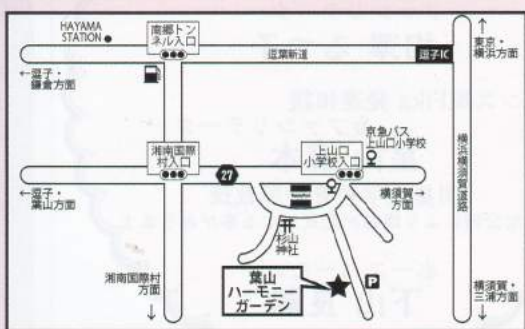 HAYAMA
STATION
南郷トン
ネル入口
逗葉新道
逗子IC
↑
東京・
横浜方面
←逗子・
鎌倉方面
湘南国際
村入口
27
上山口
小学校入口
京急バス
上山口小学校
横浜横須賀道路
←逗子・
葉山方面
横須賀→
方面
杉山
神社
湘南国際村
方面
↓
葉山
ハーモニー
ガーデン
P
横須賀・
三浦方面
↓